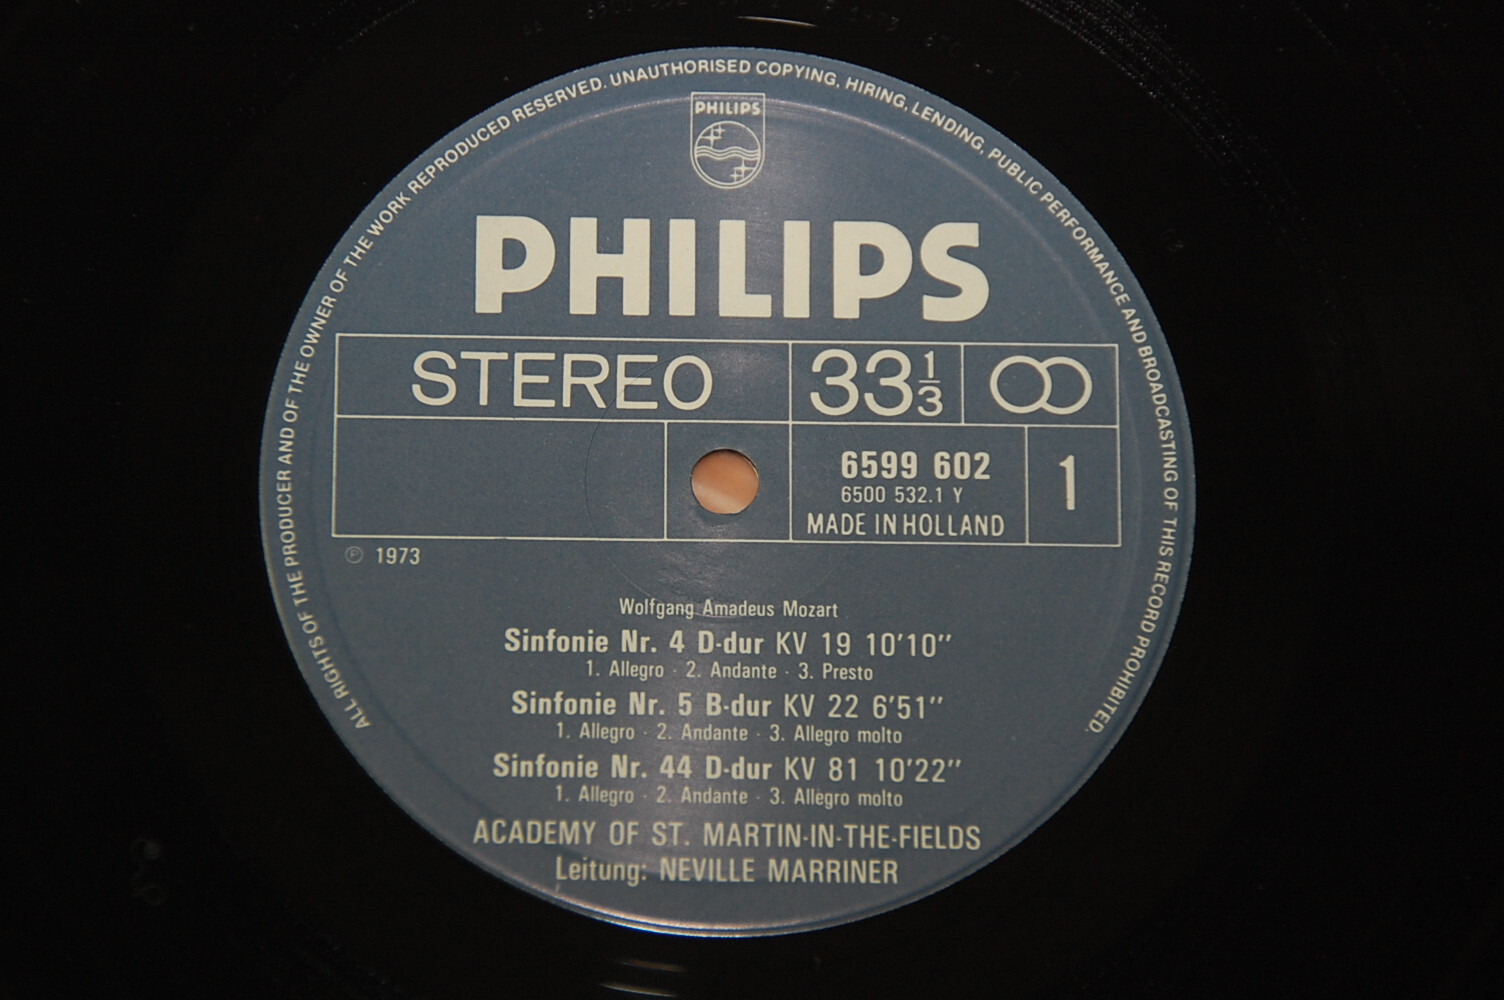 ALL RIGHTS OF THE PRODUCER AND OF THE OWNER OF THE WORK REPRODUCED RESERVED. UNAUTHORISED COPYING, HIRING, LENDING, PUBLIC PERFORMANCE AND BROADCASTING OF THIS RECORD PROHIBITED.
PHILIPS
PHILIPS
STEREO 33 1/3
6599 602 1
6500 532.1 Y
MADE IN HOLLAND
℗ 1973
Wolfgang Amadeus Mozart
Sinfonie Nr. 4 D-dur KV 19 10'10''
1. Allegro · 2. Andante · 3. Presto
Sinfonie Nr. 5 B-dur KV 22 6'51''
1. Allegro · 2. Andante · 3. Allegro molto
Sinfonie Nr. 44 D-dur KV 81 10'22''
1. Allegro · 2. Andante · 3. Allegro molto
ACADEMY OF ST. MARTIN-IN-THE-FIELDS
Leitung: NEVILLE MARRINER